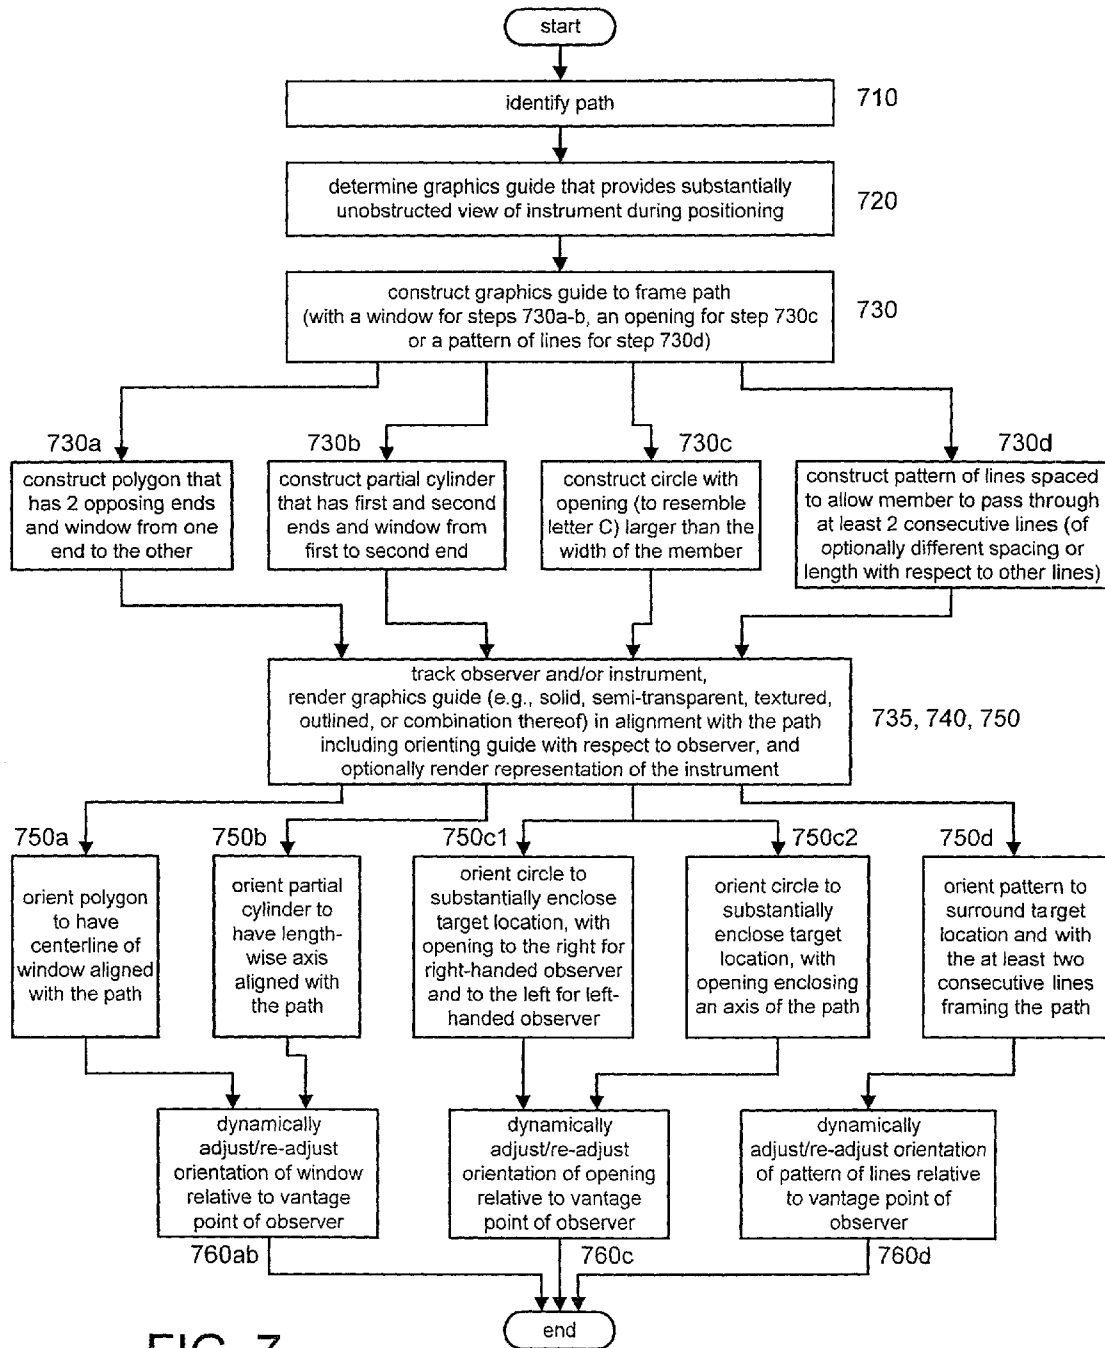 start
identify path
710
determine graphics guide that provides substantially
unobstructed view of instrument during positioning
720
construct graphics guide to frame path
(with a window for steps 730a-b, an opening for step 730c
or a pattern of lines for step 730d)
730
730a
construct polygon that
has 2 opposing ends
and window from one
end to the other
730b
construct partial cylinder
that has first and second
ends and window from
first to second end
730c
construct circle with
opening (to resemble
letter C) larger than the
width of the member
730d
construct pattern of lines spaced
to allow member to pass through
at least 2 consecutive lines (of
optionally different spacing or
length with respect to other lines)
track observer and/or instrument,
render graphics guide (e.g., solid, semi-transparent, textured,
outlined, or combination thereof) in alignment with the path
including orienting guide with respect to observer, and
optionally render representation of the instrument
735, 740, 750
750a
orient polygon
to have
centerline of
window aligned
with the path
750b
orient partial
cylinder to
have length-
wise axis
aligned with
the path
750c1
orient circle to
substantially enclose
target location, with
opening to the right for
right-handed observer
and to the left for left-
handed observer
750c2
orient circle to
substantially
enclose target
location, with
opening enclosing
an axis of the path
750d
orient pattern to
surround target
location and with
the at least two
consecutive lines
framing the path
dynamically
adjust/re-adjust
orientation of window
relative to vantage
point of observer
760ab
dynamically
adjust/re-adjust
orientation of opening
relative to vantage
point of observer
760c
dynamically
adjust/re-adjust orientation
of pattern of lines relative
to vantage point of
observer
760d
end
FIG. 7